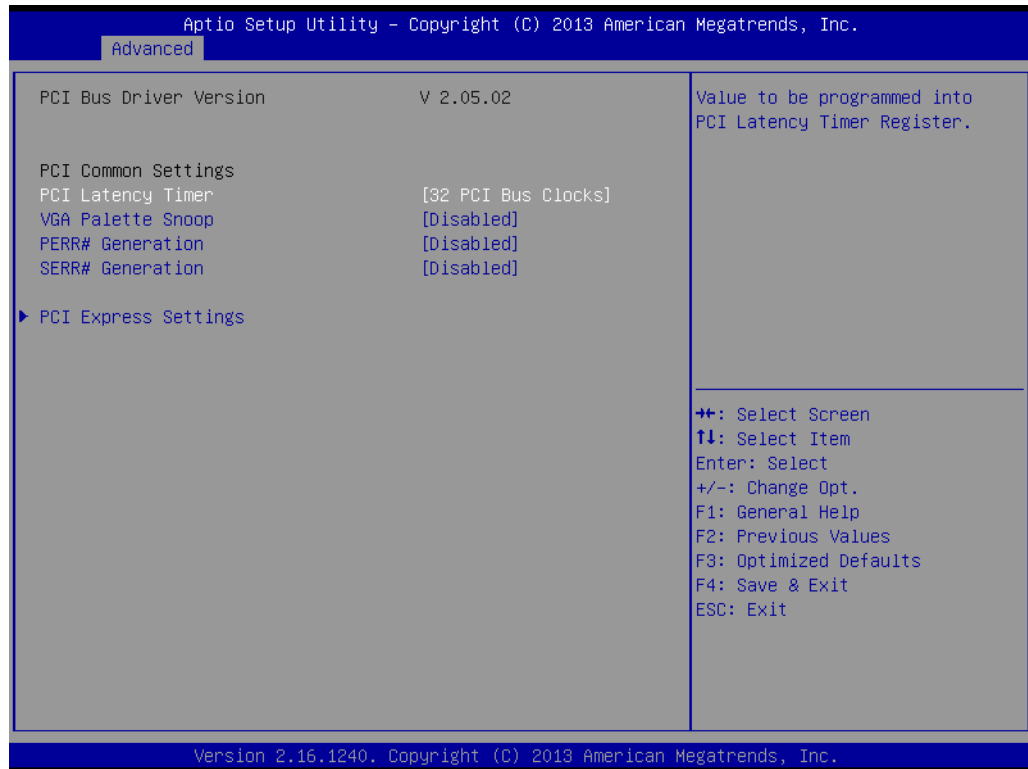 Aptio Setup Utility – Copyright (C) 2013 American Megatrends, Inc.
Advanced
PCI Bus Driver Version V 2.05.02
PCI Common Settings
PCI Latency Timer [32 PCI Bus Clocks]
VGA Palette Snoop [Disabled]
PERR# Generation [Disabled]
SERR# Generation [Disabled]
▶ PCI Express Settings
Value to be programmed into
PCI Latency Timer Register.
→←: Select Screen
↑↓: Select Item
Enter: Select
+/-: Change Opt.
F1: General Help
F2: Previous Values
F3: Optimized Defaults
F4: Save & Exit
ESC: Exit
Version 2.16.1240. Copyright (C) 2013 American Megatrends, Inc.